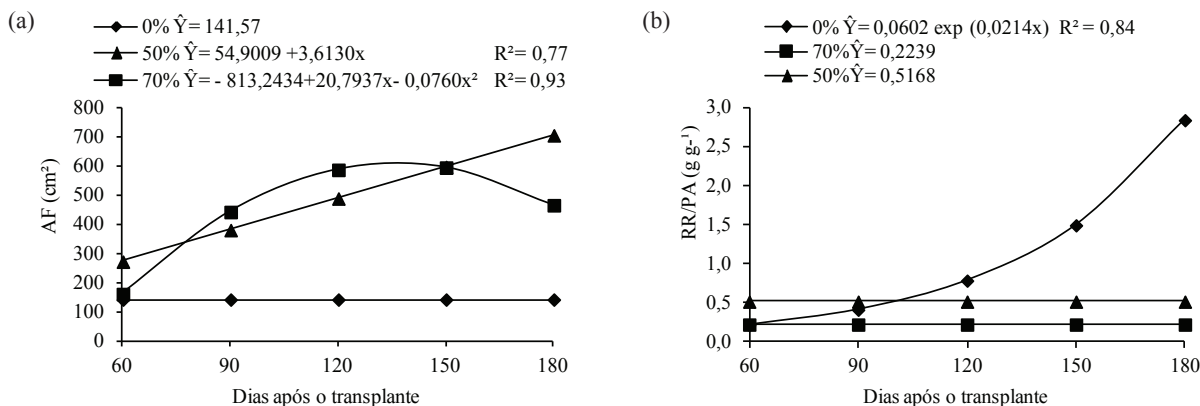 (a)
0% Ŷ= 141,57
50% Ŷ= 54,9009 +3,6130x R²= 0,77
70% Ŷ= - 813,2434+20,7937x- 0,0760x² R²= 0,93
AF (cm²)
800
700
600
500
400
300
200
100
0
60 90 120 150 180
Dias após o transplante
(b)
0% Ŷ= 0,0602 exp (0,0214x) R² = 0,84
70%Ŷ= 0,2239
50%Ŷ= 0,5168
RR/PA (g g-¹)
3,0
2,5
2,0
1,5
1,0
0,5
0,0
60 90 120 150 180
Dias após o transplante